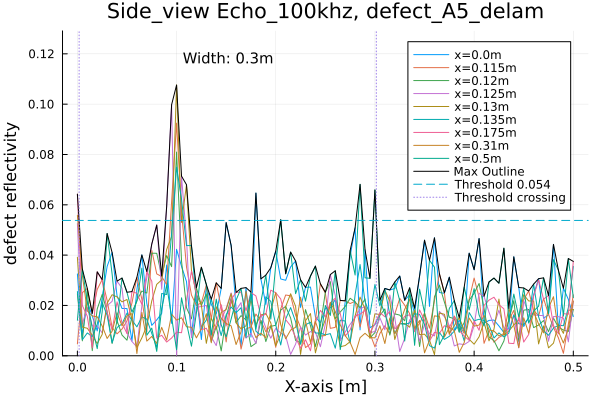 Side_view Echo_100khz, defect_A5_delam
Width: 0.3m
x=0.0m
x=0.115m
x=0.12m
x=0.125m
x=0.13m
x=0.135m
x=0.175m
x=0.31m
x=0.5m
Max Outline
Threshold 0.054
Threshold crossing
defect reflectivity
0.12
0.10
0.08
0.06
0.04
0.02
0.00
0.0 0.1 0.2 0.3 0.4 0.5
X-axis [m]